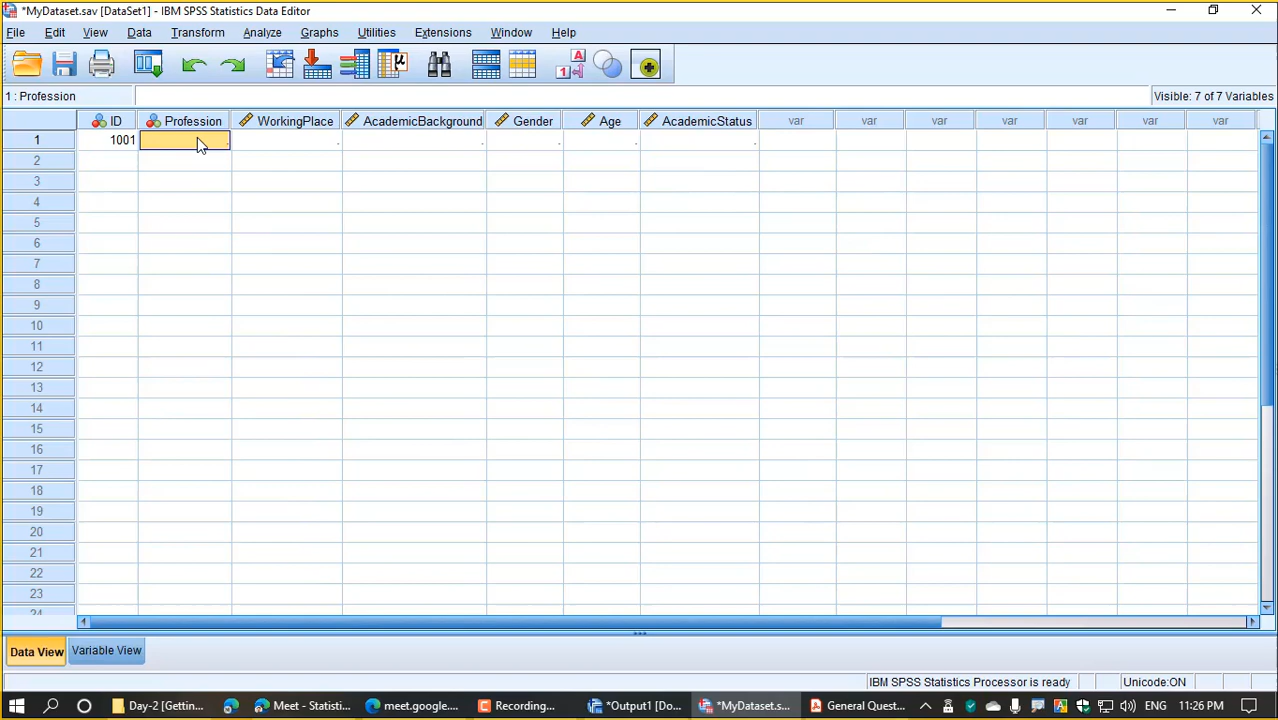 *MyDataset.sav [DataSet1] - IBM SPSS Statistics Data Editor
File Edit View Data Transform Analyze Graphs Utilities Extensions Window Help
1 : Profession Visible: 7 of 7 Variables
ID Profession WorkingPlace AcademicBackground Gender Age AcademicStatus var var var var var var var
1 1001 . . . . . .
2
3
4
5
6
7
8
9
10
11
12
13
14
15
16
17
18
19
20
21
22
23
24
Data View Variable View
IBM SPSS Statistics Processor is ready Unicode:ON
Day-2 [Getting... Meet - Statisti... meet.google.... Recording... *Output1 [Do... *MyDataset.s... General Quest... ENG 11:26 PM